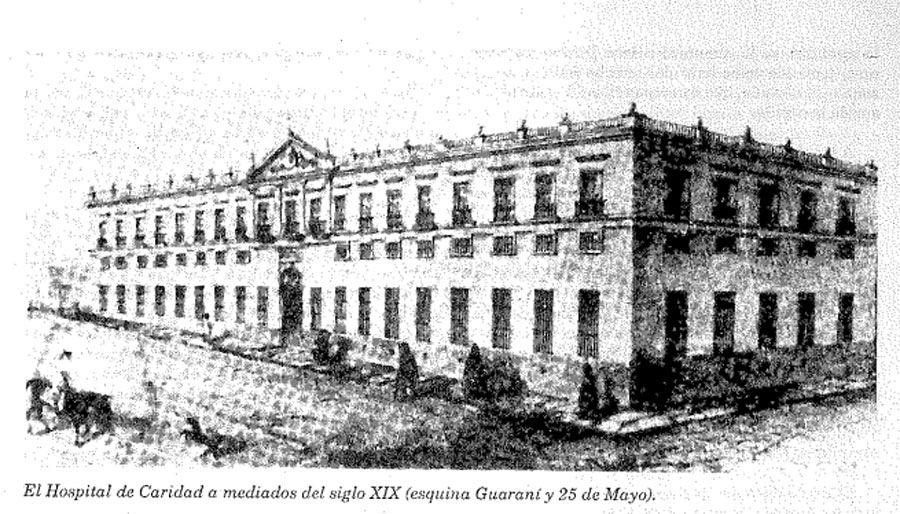 El Hospital de Caridad a mediados del siglo XIX (esquina Guaraní y 25 de Mayo).